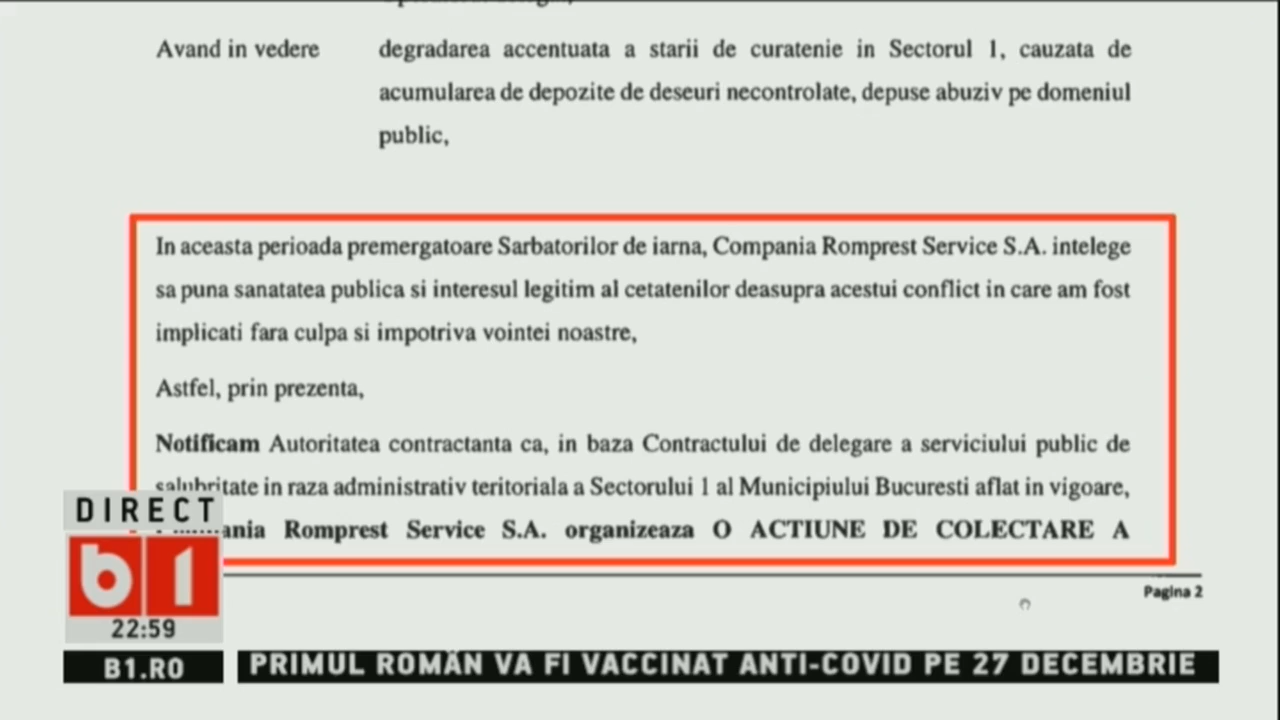 Avand in vedere degradarea accentuata a starii de curatenie in Sectorul 1, cauzata de
acumularea de depozite de deseuri necontrolate, depuse abuziv pe domeniul
public,
In aceasta perioada premergatoare Sarbatorilor de iarna, Compania Romprest Service S.A. intelege
sa puna sanatatea publica si interesul legitim al cetatenilor deasupra acestui conflict in care am fost
implicati fara culpa si impotriva vointei noastre,
Astfel, prin prezenta,
Notificam Autoritatea contractanta ca, in baza Contractului de delegare a serviciului public de
salubritate in raza administrativ teritoriala a Sectorului 1 al Municipiului Bucuresti aflat in vigoare,
Romprest Service S.A. organizeaza O ACTIUNE DE COLECTARE A
Pagina 2
DIRECT
b1
22:59
B1.RO
PRIMUL ROMÂN VA FI VACCINAT ANTI-COVID PE 27 DECEMBRIE